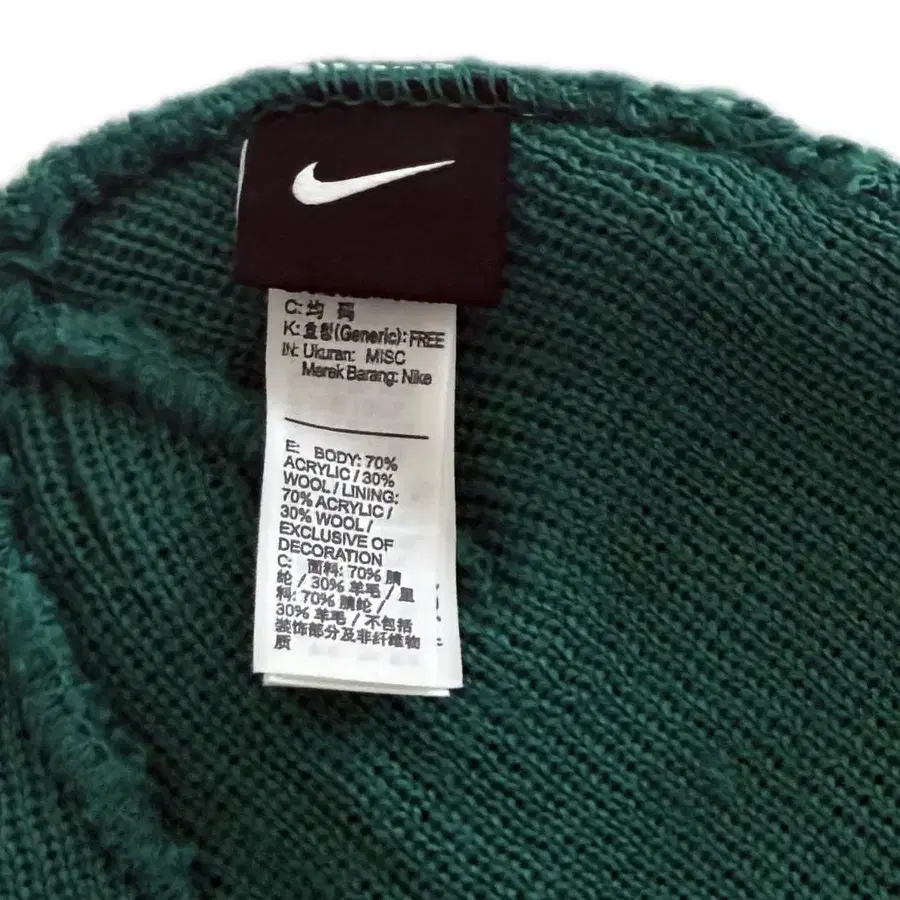 C: 均 码
K: 호칭(Generic): FREE
IN: Ukuran: MISC
Merek Barang: Nike
E: BODY: 70%
ACRYLIC / 30%
WOOL / LINING:
70% ACRYLIC /
30% WOOL /
EXCLUSIVE OF
DECORATION
C: 面料: 70% 腈
纶 / 30% 羊毛 / 里
料: 70% 腈纶 /
30% 羊毛 / 不包括
装饰部分及非纤维物
质